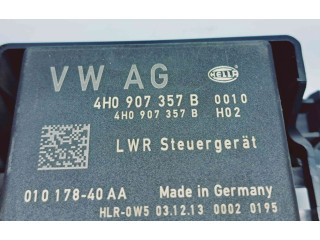 VW AG
HELLA
4H0 907 357 B 0010
4H0 907 357 B H02
LWR Steuergerät
010 178-40 AA Made in Germany
HLR-0W5 03.12.13 0002 0195